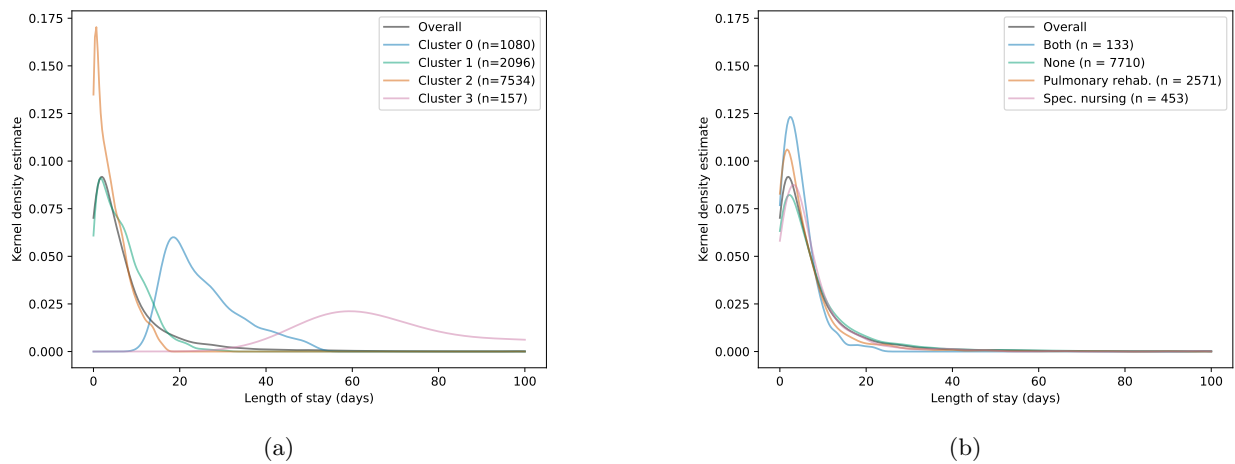 0.175
0.150
0.125
0.100
0.075
0.050
0.025
0.000
Kernel density estimate
0 20 40 60 80 100
Length of stay (days)
Overall
Cluster 0 (n=1080)
Cluster 1 (n=2096)
Cluster 2 (n=7534)
Cluster 3 (n=157)
(a)
0.175
0.150
0.125
0.100
0.075
0.050
0.025
0.000
Kernel density estimate
0 20 40 60 80 100
Length of stay (days)
Overall
Both (n = 133)
None (n = 7710)
Pulmonary rehab. (n = 2571)
Spec. nursing (n = 453)
(b)